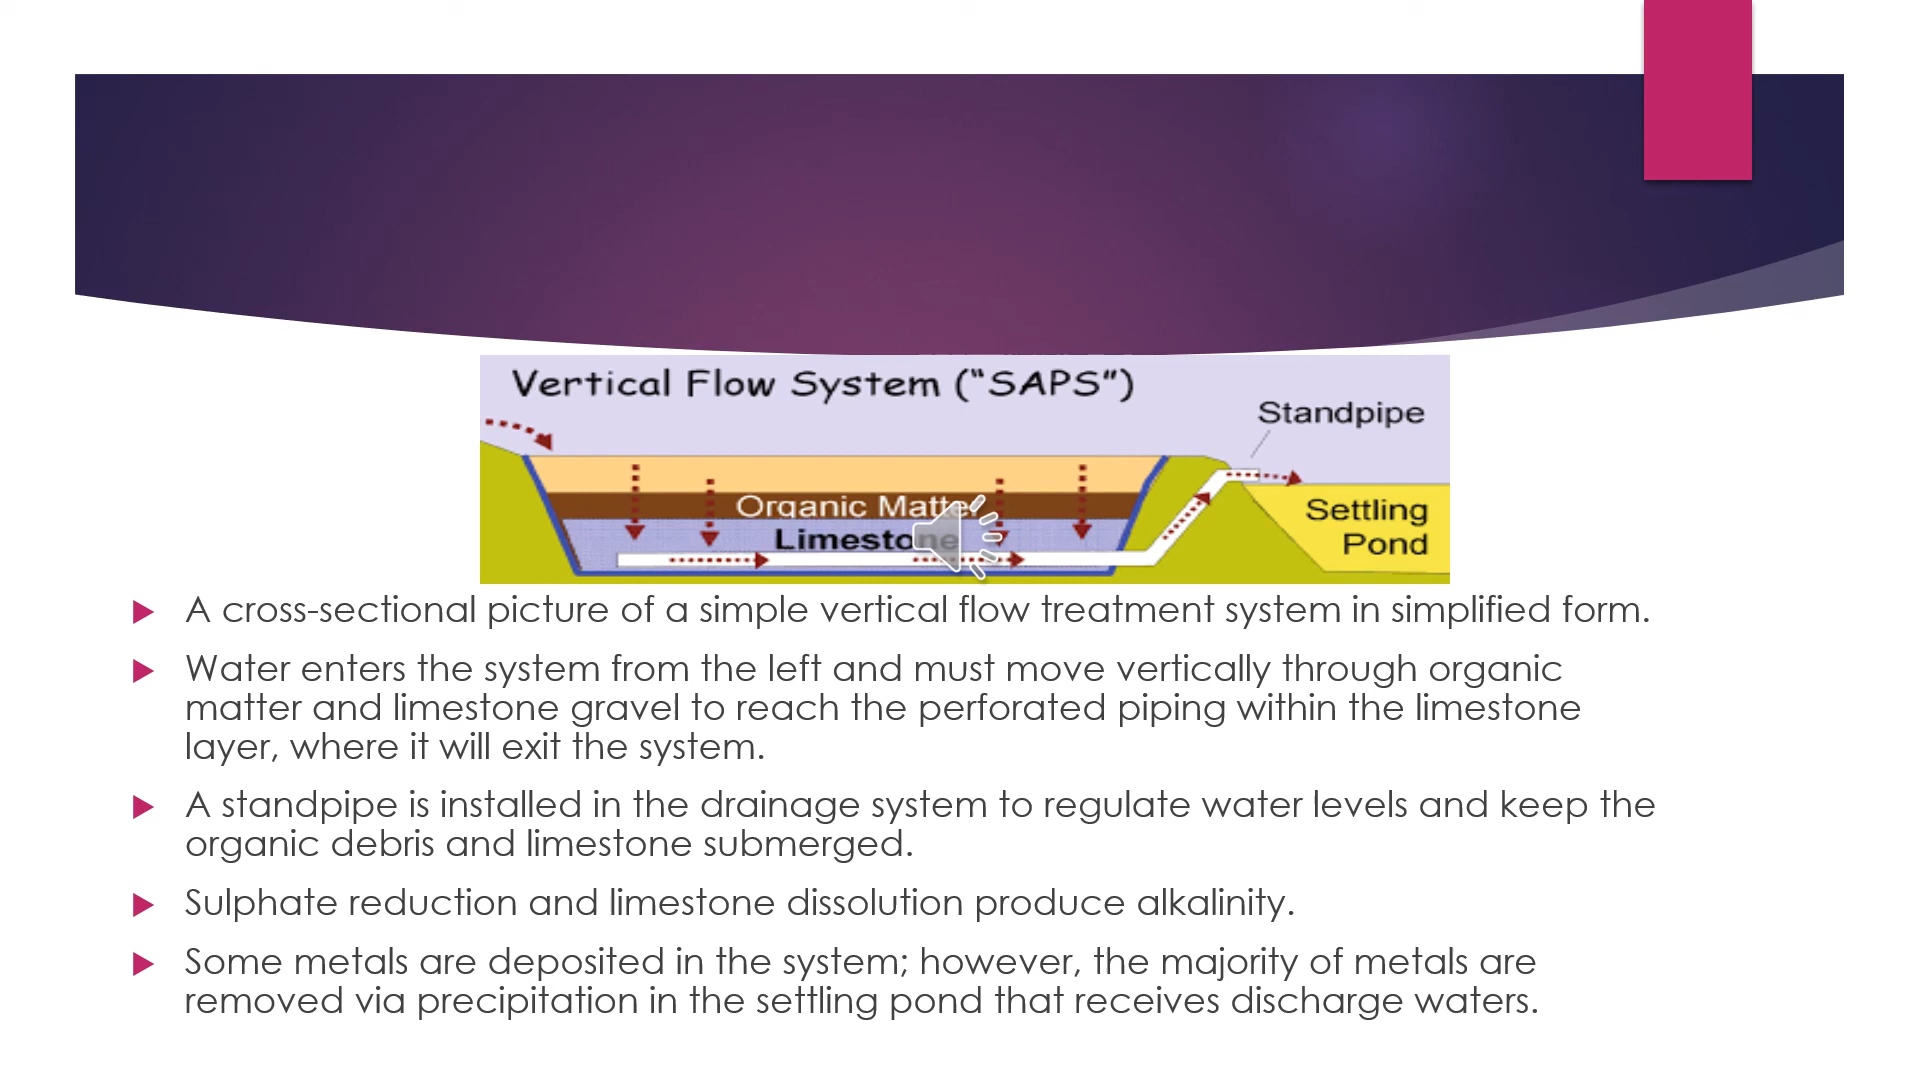 Vertical Flow System ("SAPS")
Standpipe
Organic Matter
Limestone
Settling
Pond
A cross-sectional picture of a simple vertical flow treatment system in simplified form.
Water enters the system from the left and must move vertically through organic
matter and limestone gravel to reach the perforated piping within the limestone
layer, where it will exit the system.
A standpipe is installed in the drainage system to regulate water levels and keep the
organic debris and limestone submerged.
Sulphate reduction and limestone dissolution produce alkalinity.
Some metals are deposited in the system; however, the majority of metals are
removed via precipitation in the settling pond that receives discharge waters.